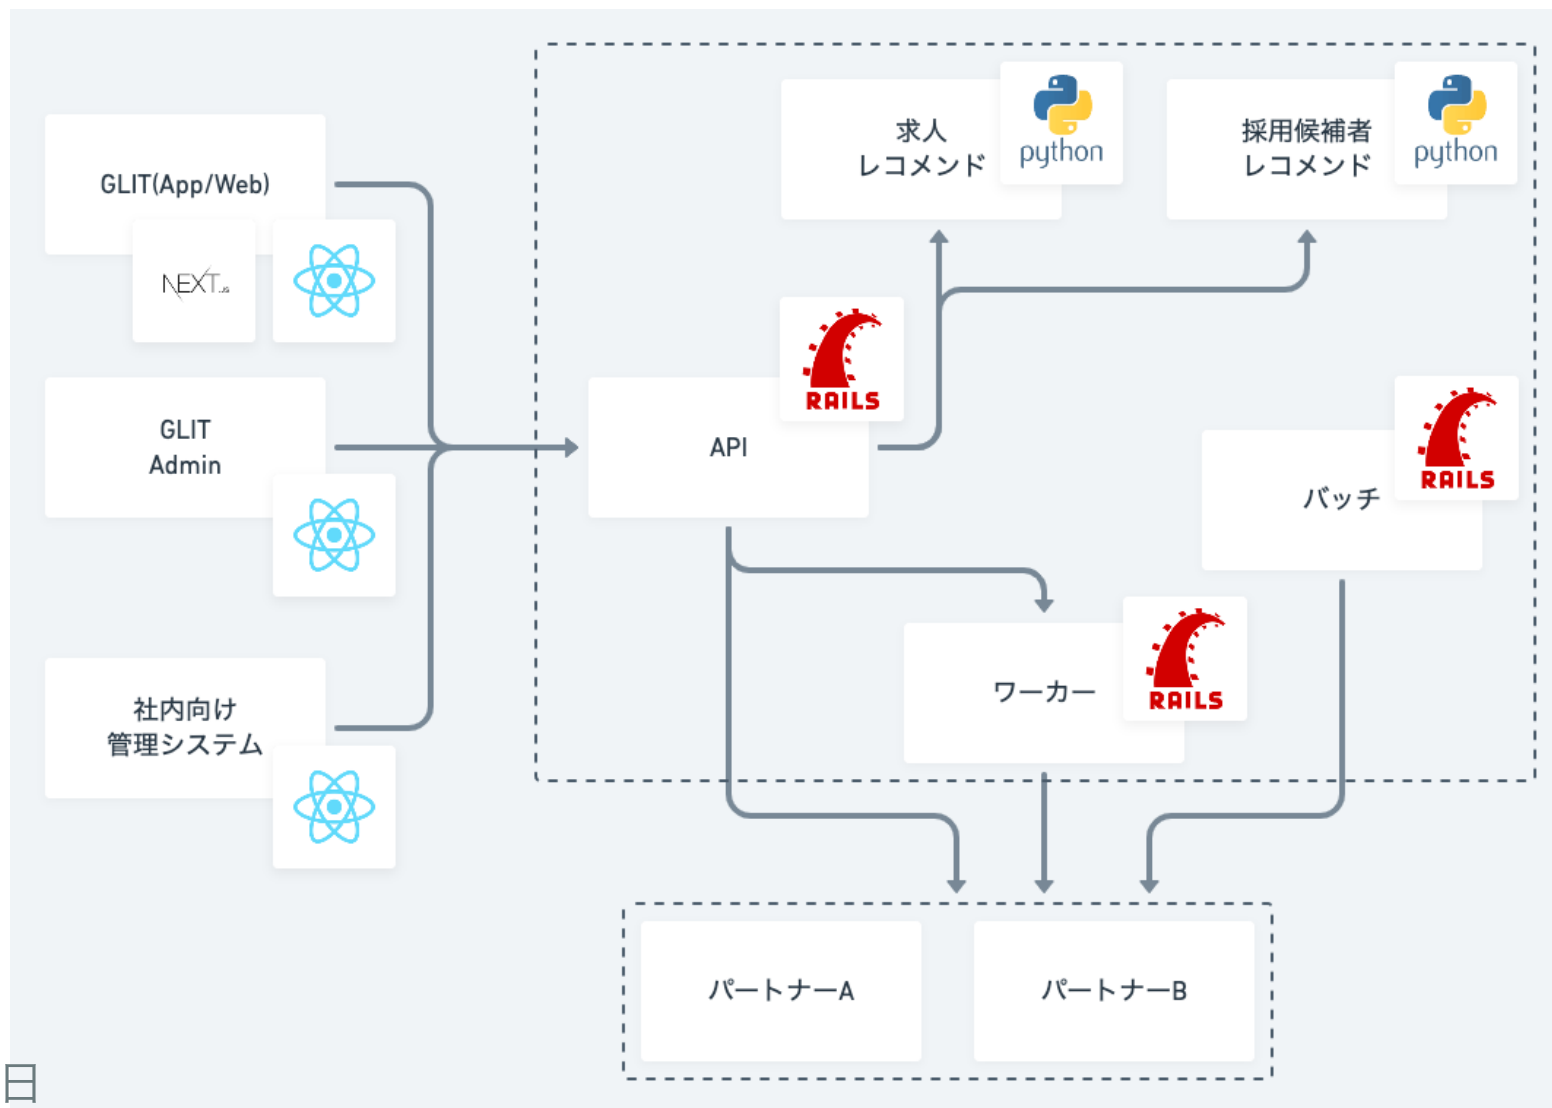 GLIT(App/Web)
NEXT.JS
GLIT
Admin
社内向け
管理システム
求人
レコメンド
python
採用候補者
レコメンド
python
RAILS
API
RAILS
バッチ
RAILS
ワーカー
パートナーA
パートナーB
日